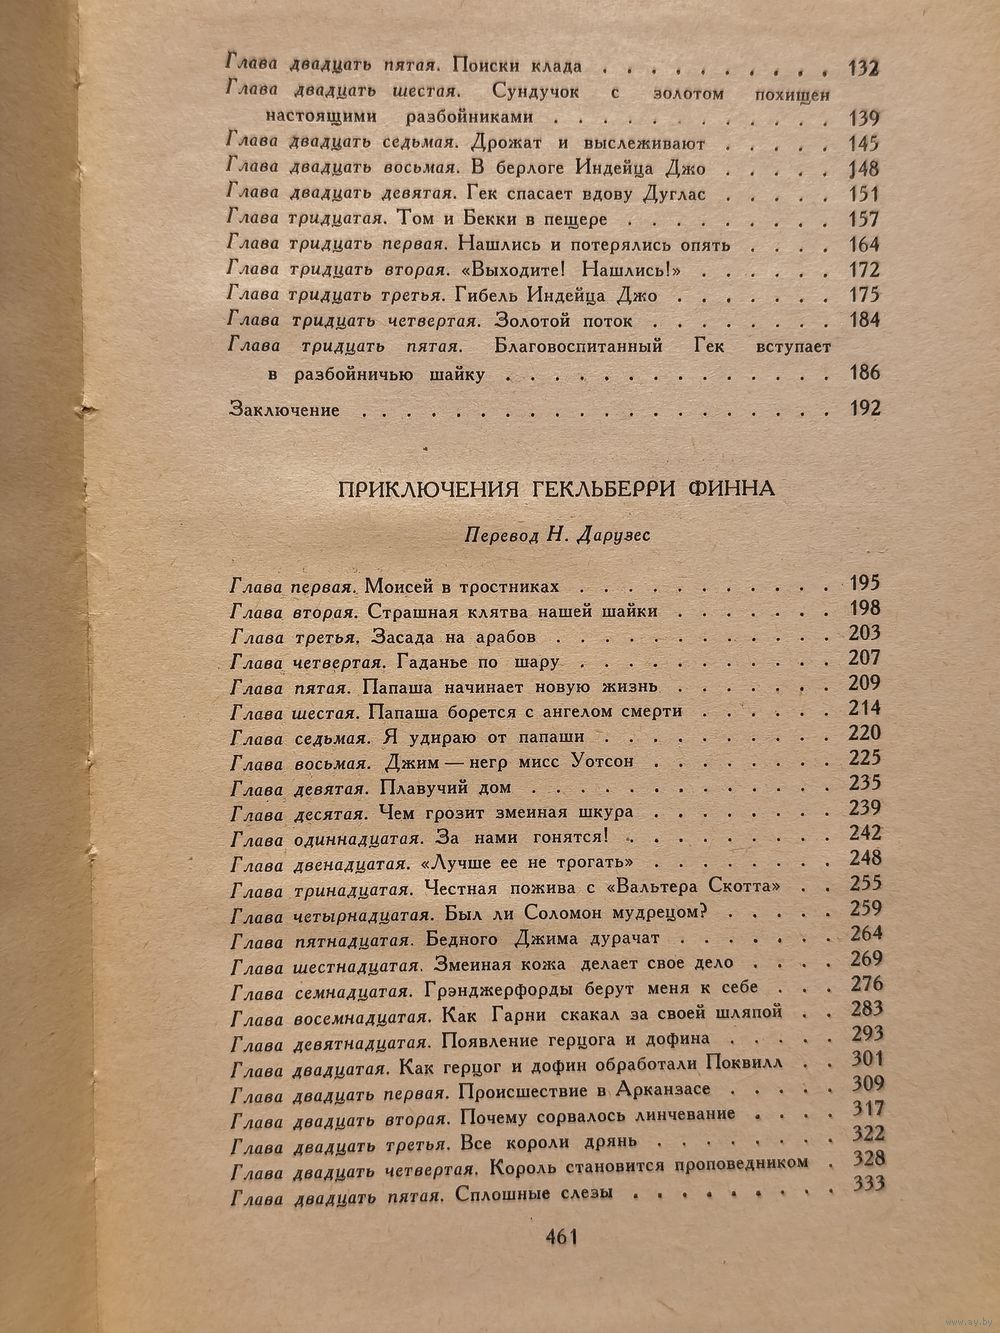 Глава двадцать пятая. Поиски клада . . . . . . . . . . 132
Глава двадцать шестая. Сундучок с золотом похищен
настоящими разбойниками . . . . . . . . . . . . 139
Глава двадцать седьмая. Дрожат и выслеживают . . . . . 145
Глава двадцать восьмая. В берлоге Индейца Джо . . . . . 148
Глава двадцать девятая. Гек спасает вдову Дуглас . . . . . 151
Глава тридцатая. Том и Бекки в пещере . . . . . . . . . 157
Глава тридцать первая. Нашлись и потерялись опять . . . . 164
Глава тридцать вторая. «Выходите! Нашлись!» . . . . . . 172
Глава тридцать третья. Гибель Индейца Джо . . . . . . . 175
Глава тридцать четвертая. Золотой поток . . . . . . . . 184
Глава тридцать пятая. Благовоспитанный Гек вступает
в разбойничью шайку . . . . . . . . . . . . . . 186
Заключение . . . . . . . . . . . . . . . . . . . . 192
ПРИКЛЮЧЕНИЯ ГЕКЛЬБЕРРИ ФИННА
Перевод Н. Дарузес
Глава первая. Моисей в тростниках . . . . . . . . . . . 195
Глава вторая. Страшная клятва нашей шайки . . . . . . . 198
Глава третья. Засада на арабов . . . . . . . . . . . . 203
Глава четвертая. Гаданье по шару . . . . . . . . . . . 207
Глава пятая. Папаша начинает новую жизнь . . . . . . . 209
Глава шестая. Папаша борется с ангелом смерти . . . . . . 214
Глава седьмая. Я удираю от папаши . . . . . . . . . . 220
Глава восьмая. Джим — негр мисс Уотсон . . . . . . . . 225
Глава девятая. Плавучий дом . . . . . . . . . . . . . 235
Глава десятая. Чем грозит змеиная шкура . . . . . . . . 239
Глава одиннадцатая. За нами гонятся! . . . . . . . . . 242
Глава двенадцатая. «Лучше ее не трогать» . . . . . . . . 248
Глава тринадцатая. Честная пожива с «Вальтера Скотта» . . 255
Глава четырнадцатая. Был ли Соломон мудрецом? . . . . . 259
Глава пятнадцатая. Бедного Джима дурачат . . . . . . . 264
Глава шестнадцатая. Змеиная кожа делает свое дело . . . . 269
Глава семнадцатая. Грэнджерфорды берут меня к себе . . . 276
Глава восемнадцатая. Как Гарни скакал за своей шляпой . . 283
Глава девятнадцатая. Появление герцога и дофина . . . . . 293
Глава двадцатая. Как герцог и дофин обработали Поквилл . . 301
Глава двадцать первая. Происшествие в Арканзасе . . . . . 309
Глава двадцать вторая. Почему сорвалось линчевание . . . . 317
Глава двадцать третья. Все короли дрянь . . . . . . . . 322
Глава двадцать четвертая. Король становится проповедником . 328
Глава двадцать пятая. Сплошные слезы . . . . . . . . . 333
461
www.ay.by